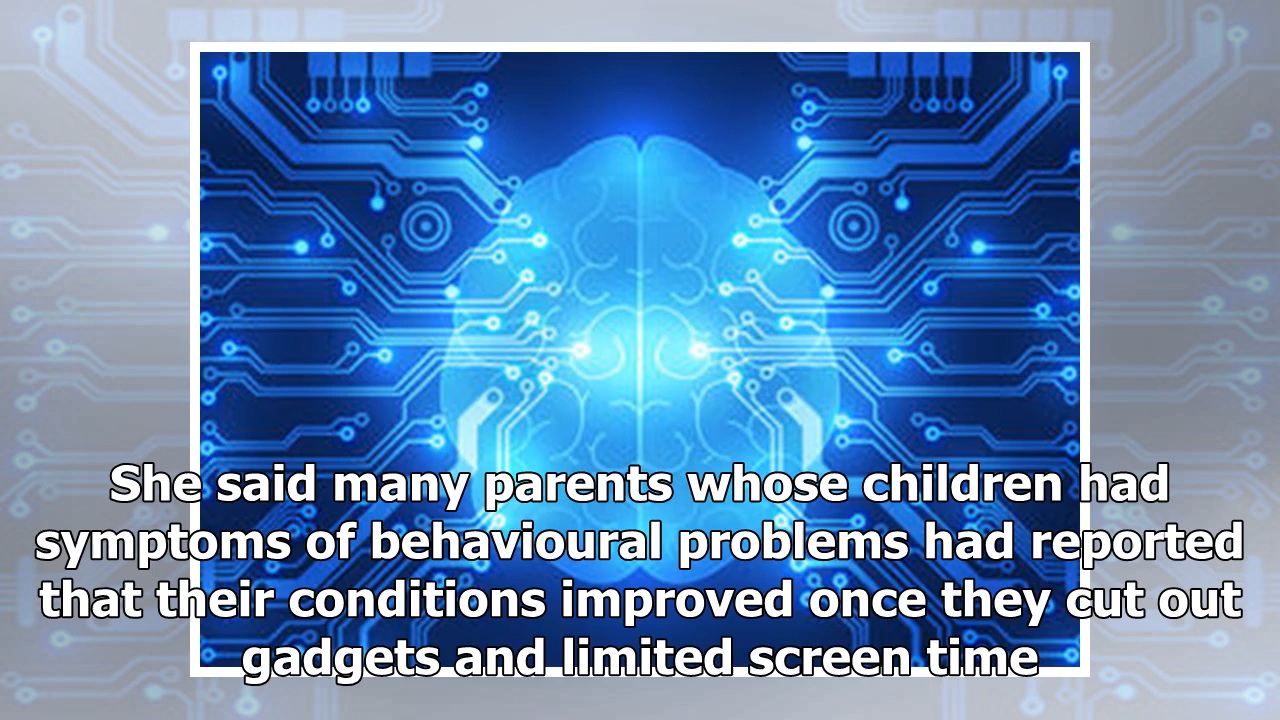 She said many parents whose children had
symptoms of behavioural problems had reported
that their conditions improved once they cut out
gadgets and limited screen time